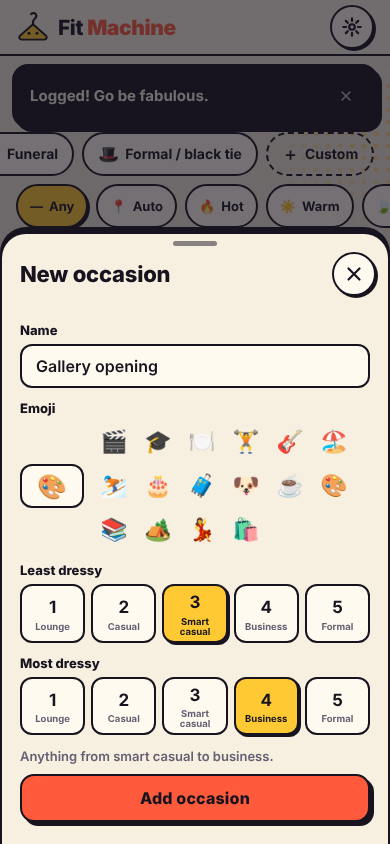 Fit Machine
Logged! Go be fabulous.
Funeral
Formal / black tie
+ Custom
— Any
Auto
Hot
Warm
New occasion
Name
Gallery opening
Emoji
Least dressy
1 2 3 4 5
Lounge Casual Smart casual Business Formal
Most dressy
1 2 3 4 5
Lounge Casual Smart casual Business Formal
Anything from smart casual to business.
Add occasion